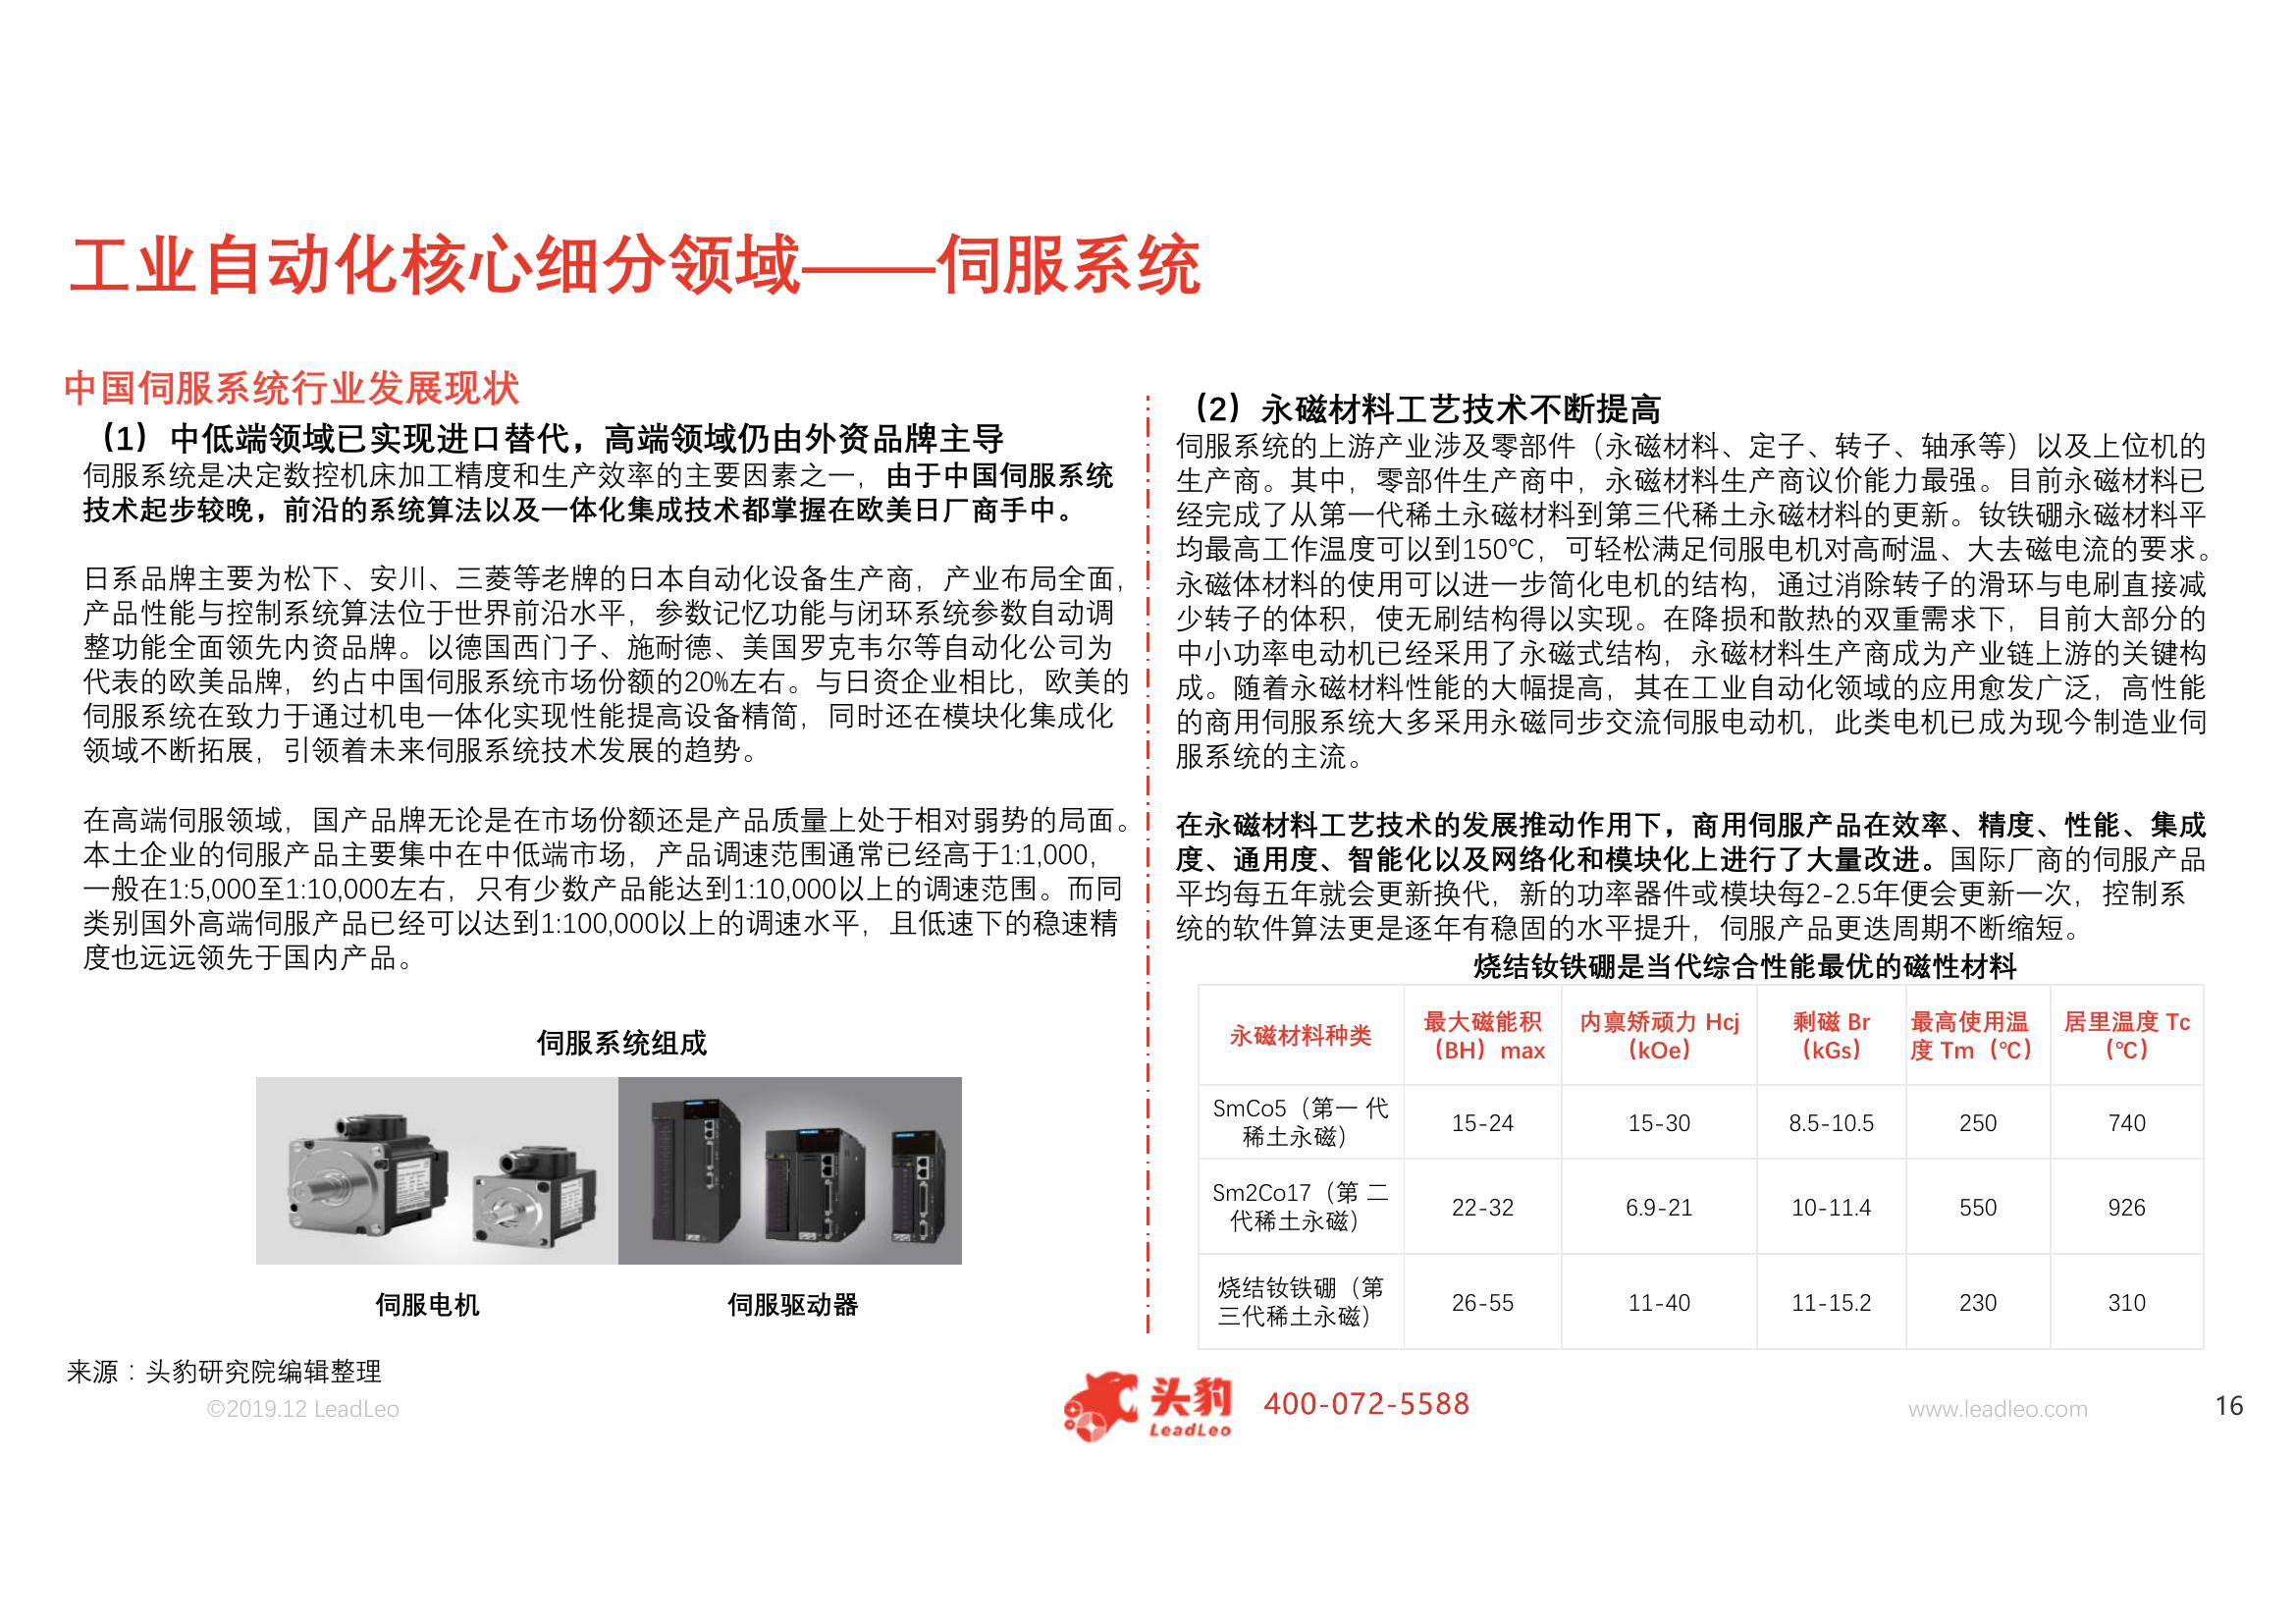 工业自动化核心细分领域——伺服系统
中国伺服系统行业发展现状
（1）中低端领域已实现进口替代，高端领域仍由外资品牌主导
伺服系统是决定数控机床加工精度和生产效率的主要因素之一，由于中国伺服系统
技术起步较晚，前沿的系统算法以及一体化集成技术都掌握在欧美日厂商手中。
日系品牌主要为松下、安川、三菱等老牌的日本自动化设备生产商，产业布局全面，
产品性能与控制系统算法位于世界前沿水平，参数记忆功能与闭环系统参数自动调
整功能全面领先内资品牌。以德国西门子、施耐德、美国罗克韦尔等自动化公司为
代表的欧美品牌，约占中国伺服系统市场份额的20%左右。与日资企业相比，欧美的
伺服系统在致力于通过机电一体化实现性能提高设备精简，同时还在模块化集成化
领域不断拓展，引领着未来伺服系统技术发展的趋势。
在高端伺服领域，国产品牌无论是在市场份额还是产品质量上处于相对弱势的局面。
本土企业的伺服产品主要集中在中低端市场，产品调速范围通常已经高于1:1,000，
一般在1:5,000至1:10,000左右，只有少数产品能达到1:10,000以上的调速范围。而同
类别国外高端伺服产品已经可以达到1:100,000以上的调速水平，且低速下的稳速精
度也远远领先于国内产品。
伺服系统组成
伺服电机
伺服驱动器
（2）永磁材料工艺技术不断提高
伺服系统的上游产业涉及零部件（永磁材料、定子、转子、轴承等）以及上位机的
生产商。其中，零部件生产商中，永磁材料生产商议价能力最强。目前永磁材料已
经完成了从第一代稀土永磁材料到第三代稀土永磁材料的更新。钕铁硼永磁材料平
均最高工作温度可以到150℃，可轻松满足伺服电机对高耐温、大去磁电流的要求。
永磁体材料的使用可以进一步简化电机的结构，通过消除转子的滑环与电刷直接减
少转子的体积，使无刷结构得以实现。在降损和散热的双重需求下，目前大部分的
中小功率电动机已经采用了永磁式结构，永磁材料生产商成为产业链上游的关键构
成。随着永磁材料性能的大幅提高，其在工业自动化领域的应用愈发广泛，高性能
的商用伺服系统大多采用永磁同步交流伺服电动机，此类电机已成为现今制造业伺
服系统的主流。
在永磁材料工艺技术的发展推动作用下，商用伺服产品在效率、精度、性能、集成
度、通用度、智能化以及网络化和模块化上进行了大量改进。国际厂商的伺服产品
平均每五年就会更新换代，新的功率器件或模块每2-2.5年便会更新一次，控制系
统的软件算法更是逐年有稳固的水平提升，伺服产品更迭周期不断缩短。
烧结钕铁硼是当代综合性能最优的磁性材料
永磁材料种类
最大磁能积
（BH）max
内禀矫顽力 Hcj
（kOe）
剩磁 Br
（kGs）
最高使用温
度 Tm（℃）
居里温度 Tc
（℃）
SmCo5（第一 代
稀土永磁）
15-24
15-30
8.5-10.5
250
740
Sm2Co17（第 二
代稀土永磁）
22-32
6.9-21
10-11.4
550
926
烧结钕铁硼（第
三代稀土永磁）
26-55
11-40
11-15.2
230
310
来源：头豹研究院编辑整理
©2019.12 LeadLeo
头豹
LeadLeo
400-072-5588
www.leadleo.com
16